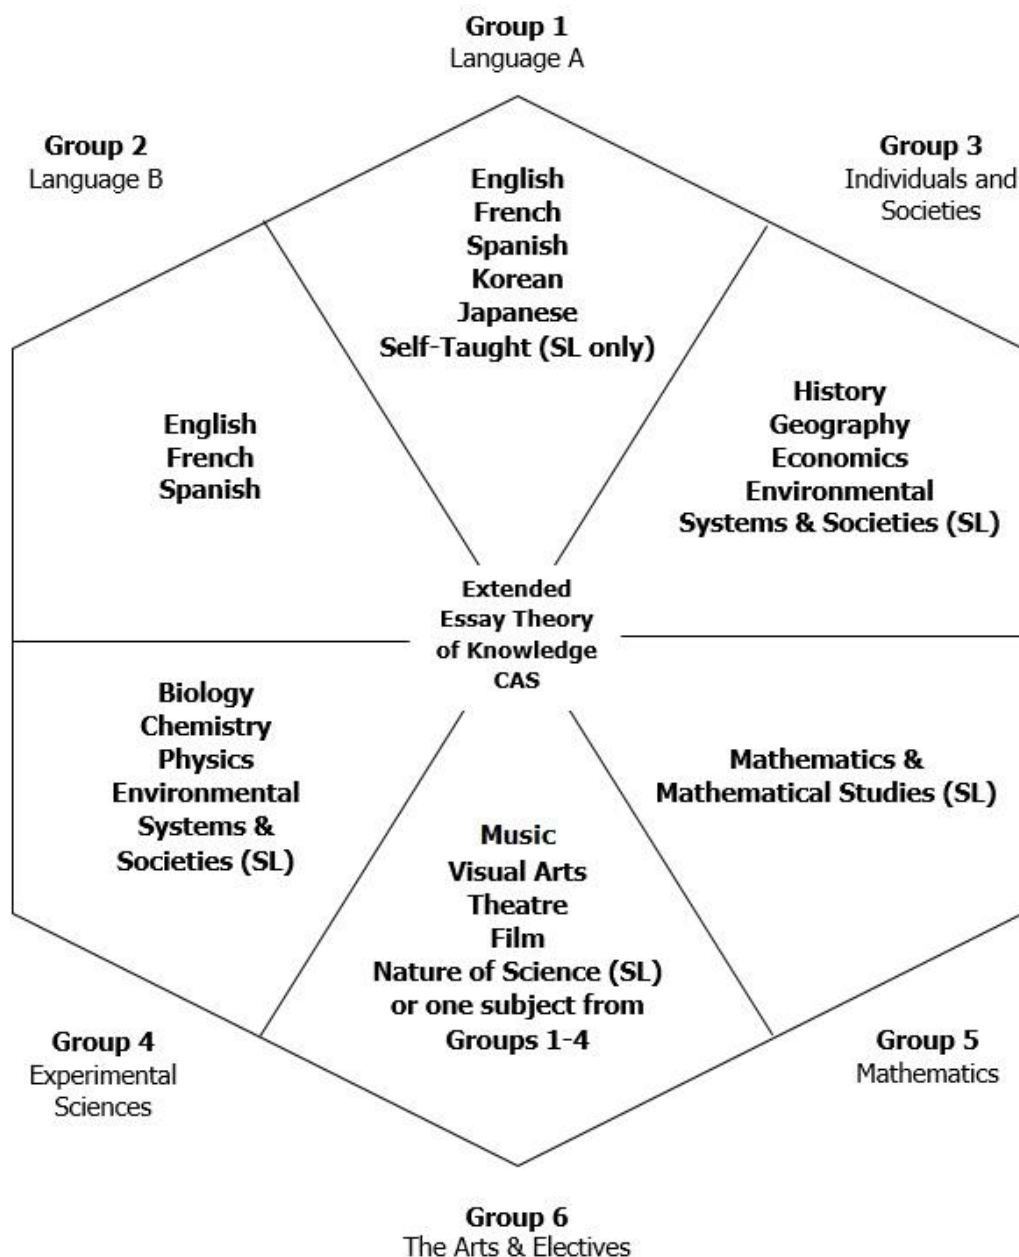 Group 1
Language A
Group 2
Language B
Group 3
Individuals and
Societies
English
French
Spanish
Korean
Japanese
Self-Taught (SL only)
English
French
Spanish
History
Geography
Economics
Environmental
Systems & Societies (SL)
Extended
Essay Theory
of Knowledge
CAS
Biology
Chemistry
Physics
Environmental
Systems &
Societies (SL)
Mathematics &
Mathematical Studies (SL)
Music
Visual Arts
Theatre
Film
Nature of Science (SL)
or one subject from
Groups 1-4
Group 4
Experimental
Sciences
Group 5
Mathematics
Group 6
The Arts & Electives